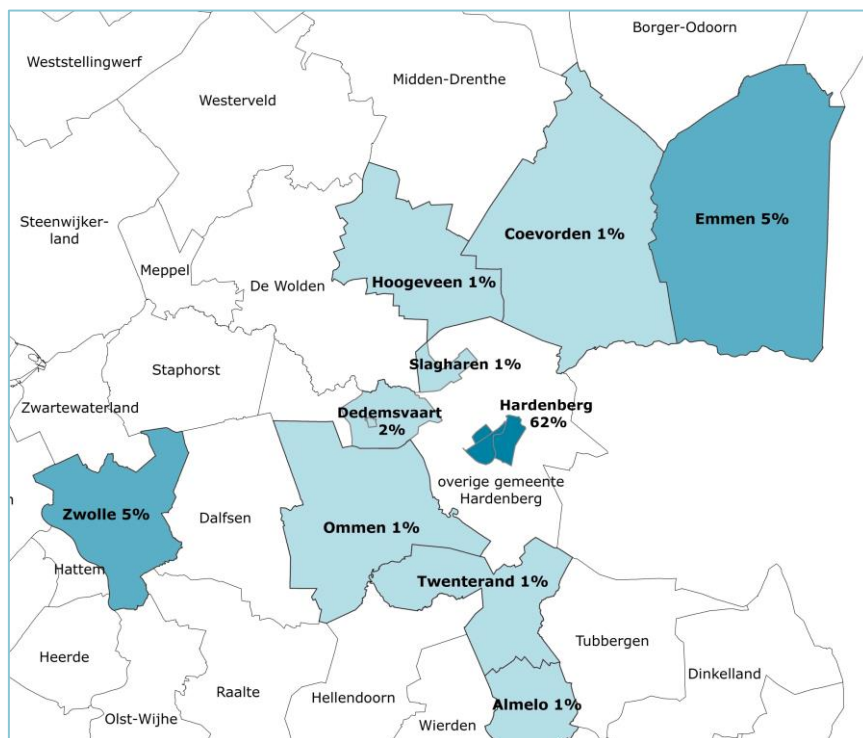 Borger-Odoorn
Weststellingwerf
Midden-Drenthe
Westerveld
Steenwijker-
land
Emmen 5%
Coevorden 1%
Meppel
De Wolden
Hoogeveen 1%
Slagharen 1%
Staphorst
Zwartewaterland
Dedemsvaart
2%
Hardenberg
62%
overige gemeente
Hardenberg
Zwolle 5%
Dalfsen
Ommen 1%
n
Hattem
Twenterand 1%
Heerde
Tubbergen
Dinkelland
Raalte
Hellendoorn
Olst-Wijhe
Wierden
Almelo 1%